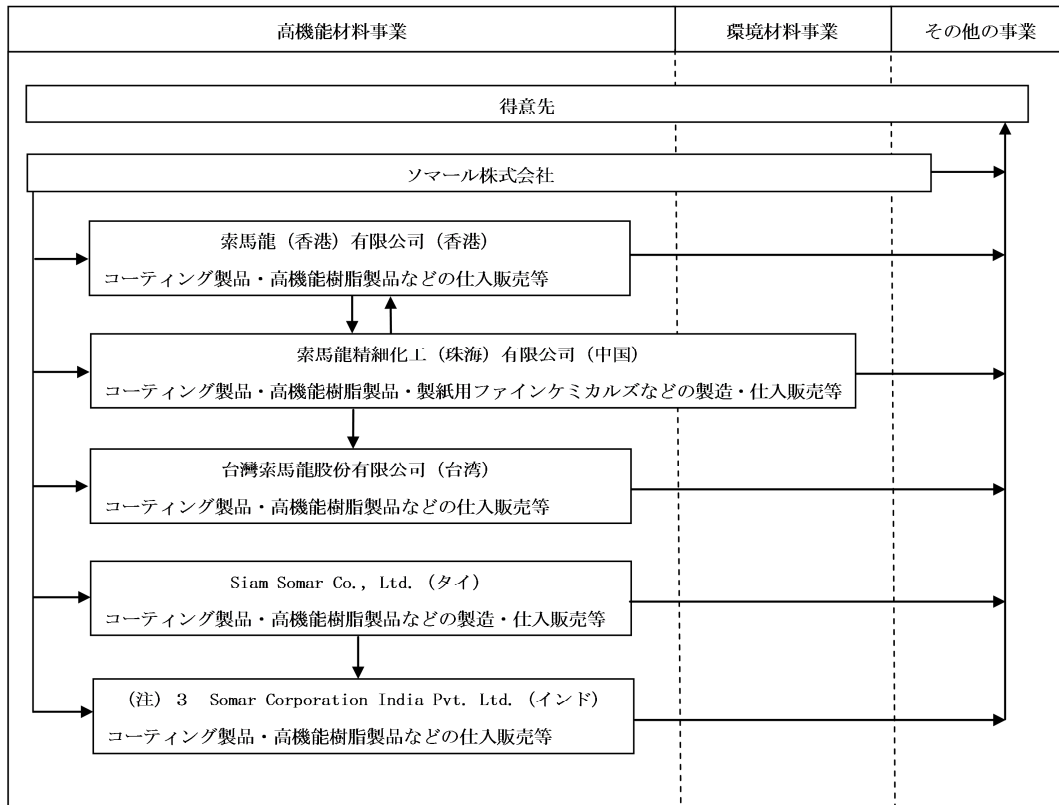 高機能材料事業
環境材料事業
その他の事業
得意先
ソマール株式会社
索馬龍（香港）有限公司（香港）
コーティング製品・高機能樹脂製品などの仕入販売等
索馬龍精細化工（珠海）有限公司（中国）
コーティング製品・高機能樹脂製品・製紙用ファインケミカルズなどの製造・仕入販売等
台灣索馬龍股份有限公司（台湾）
コーティング製品・高機能樹脂製品などの仕入販売等
Siam Somar Co., Ltd.（タイ）
コーティング製品・高機能樹脂製品などの製造・仕入販売等
（注）３　Somar Corporation India Pvt. Ltd.（インド）
コーティング製品・高機能樹脂製品などの仕入販売等